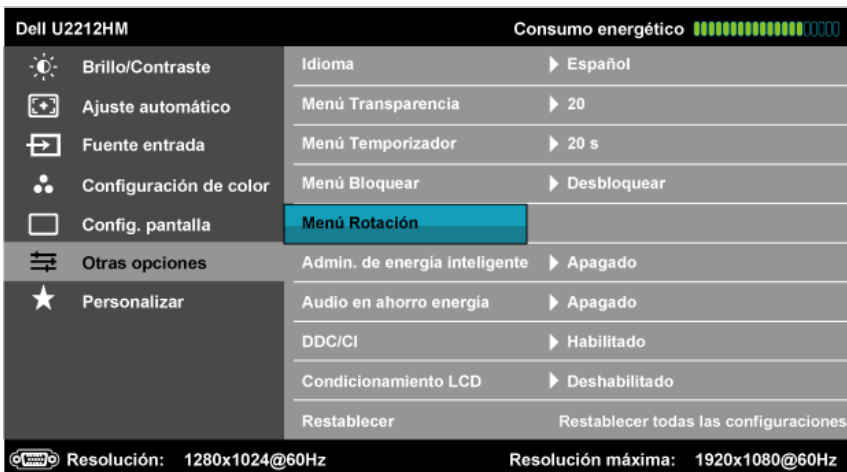 Dell U2212HM Consumo energético
Brillo/Contraste
Ajuste automático
Fuente entrada
Configuración de color
Config. pantalla
Otras opciones
Personalizar
Idioma Español
Menú Transparencia 20
Menú Temporizador 20 s
Menú Bloquear Desbloquear
Menú Rotación
Admin. de energía inteligente Apagado
Audio en ahorro energía Apagado
DDC/CI Habilitado
Condicionamiento LCD Deshabilitado
Restablecer Restablecer todas las configuraciones
Resolución: 1280x1024@60Hz Resolución máxima: 1920x1080@60Hz